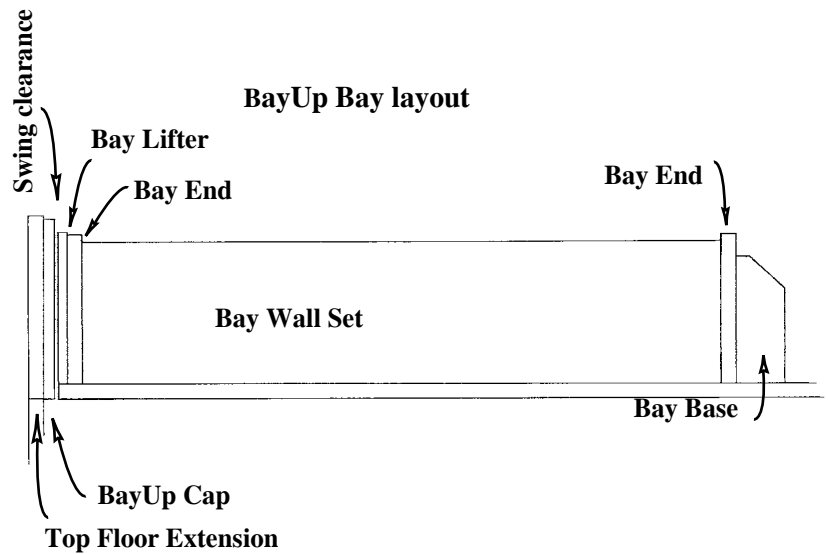 Swing clearance
BayUp Bay layout
Bay Lifter
Bay End
Bay End
Bay Wall Set
Bay Base
BayUp Cap
Top Floor Extension